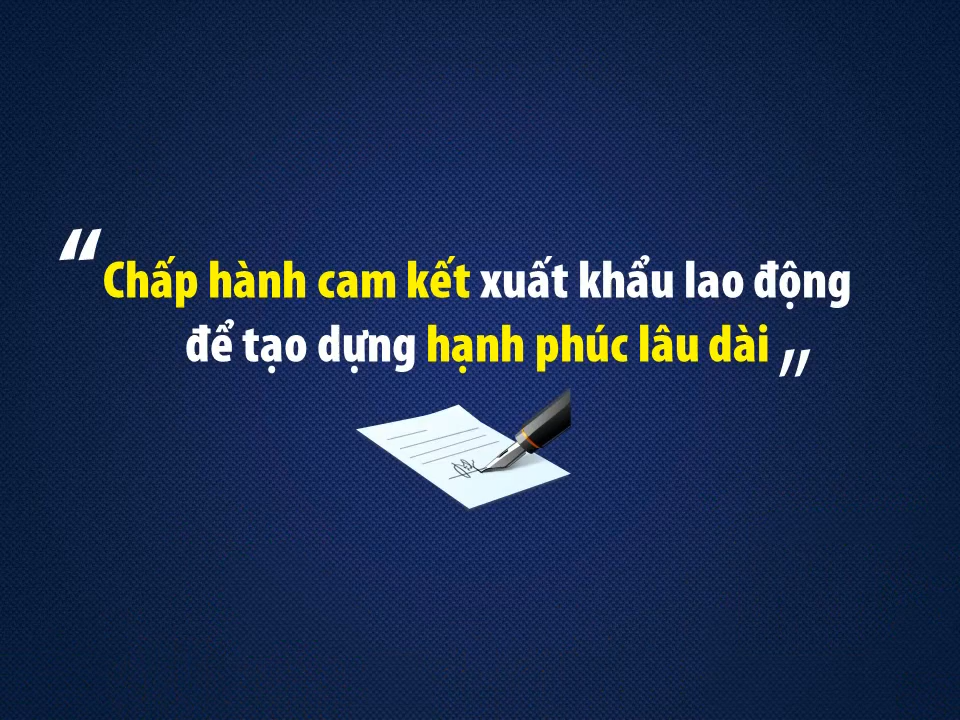 “Chấp hành cam kết xuất khẩu lao động
để tạo dựng hạnh phúc lâu dài”